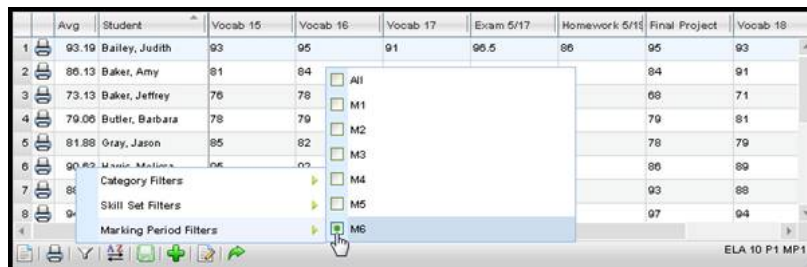 Avg Student Vocab 15 Vocab 16 Vocab 17 Exam 5/17 Homework 5/19 Final Project Vocab 18
1 93.19 Bailey, Judith 93 95 91 96.5 86 95 93
2 86.13 Baker, Amy 81 84 84 91
3 73.13 Baker, Jeffrey 76 78 68 71
4 79.06 Butler, Barbara 78 79 79 81
5 81.88 Gray, Jason 85 82 78 79
6 86 89
7 93 88
8 97 94
All
M1
M2
M3
M4
M5
M6
Category Filters
Skill Set Filters
Marking Period Filters
ELA 10 P1 MP1